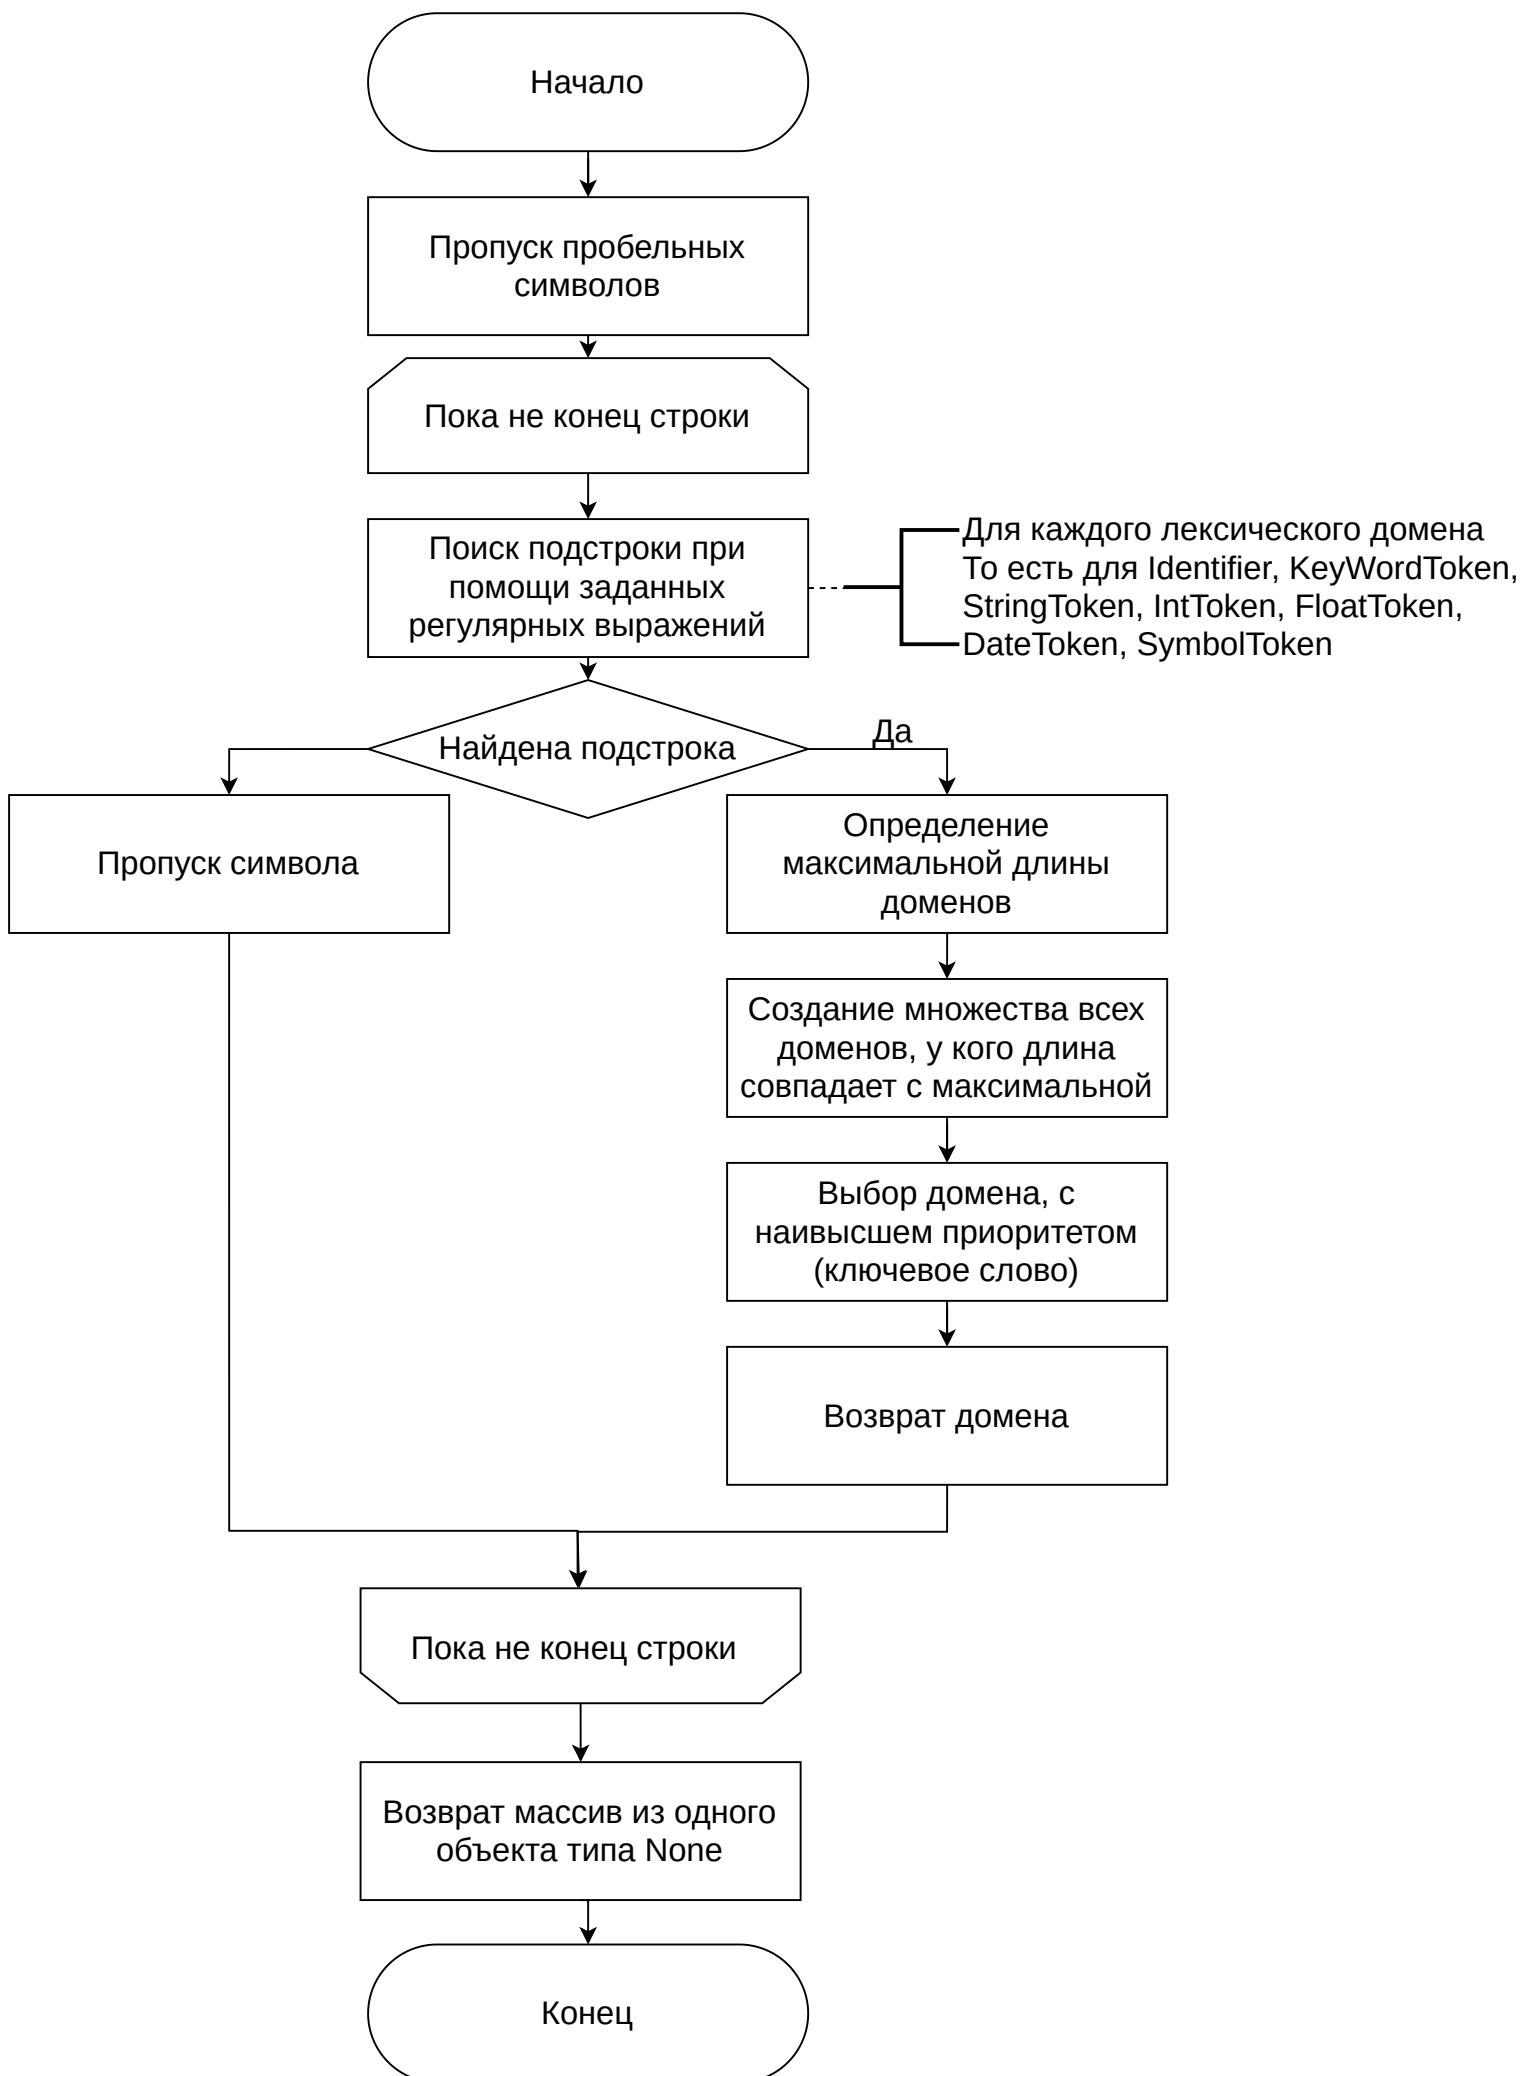 Начало
Пропуск пробельных
символов
Пока не конец строки
Поиск подстроки при
помощи заданных
регулярных выражений
Для каждого лексического домена
То есть для Identifier, KeyWordToken,
StringToken, IntToken, FloatToken,
DateToken, SymbolToken
Найдена подстрока
Да
Пропуск символа
Определение
максимальной длины
доменов
Создание множества всех
доменов, у кого длина
совпадает с максимальной
Выбор домена, с
наивысшем приоритетом
(ключевое слово)
Возврат домена
Пока не конец строки
Возврат массив из одного
объекта типа None
Конец